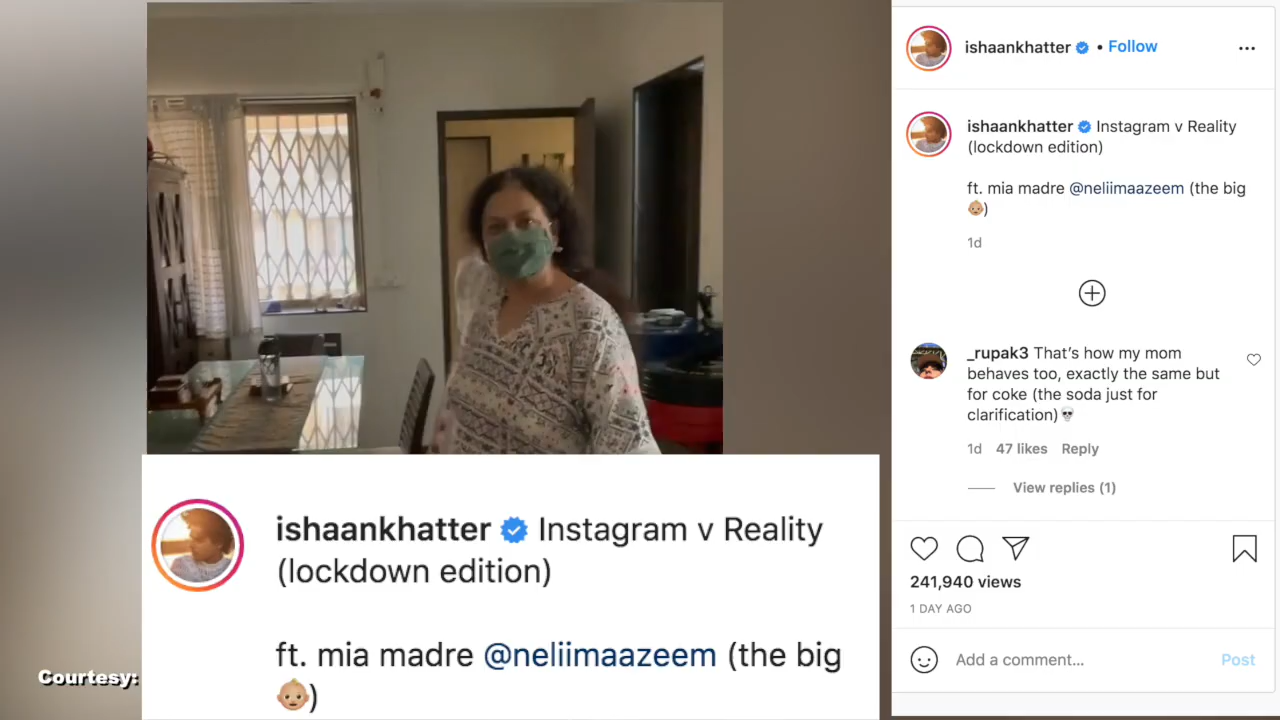 ishaankhatter • Follow
ishaankhatter Instagram v Reality
(lockdown edition)
ft. mia madre @neliimaazeem (the big
👶🏼)
1d
_rupak3 That's how my mom
behaves too, exactly the same but
for coke (the soda just for
clarification)💀
1d 47 likes Reply
View replies (1)
241,940 views
1 DAY AGO
Add a comment... Post
ishaankhatter Instagram v Reality
(lockdown edition)
ft. mia madre @neliimaazeem (the big
👶🏼)
Courtesy: